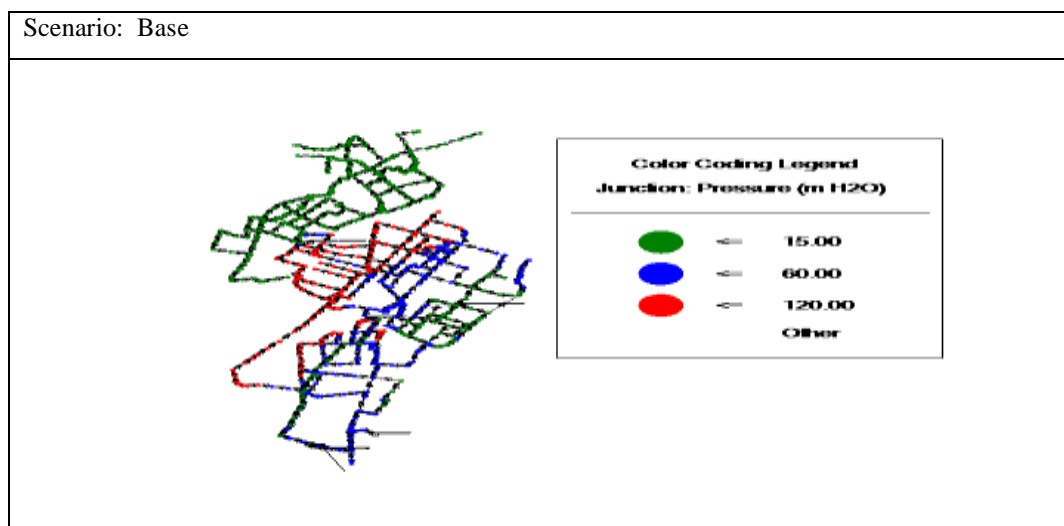 Scenario: Base
Color Coding Legend
Junction: Pressure (m H2O)
<= 15.00
<= 60.00
<= 120.00
Other